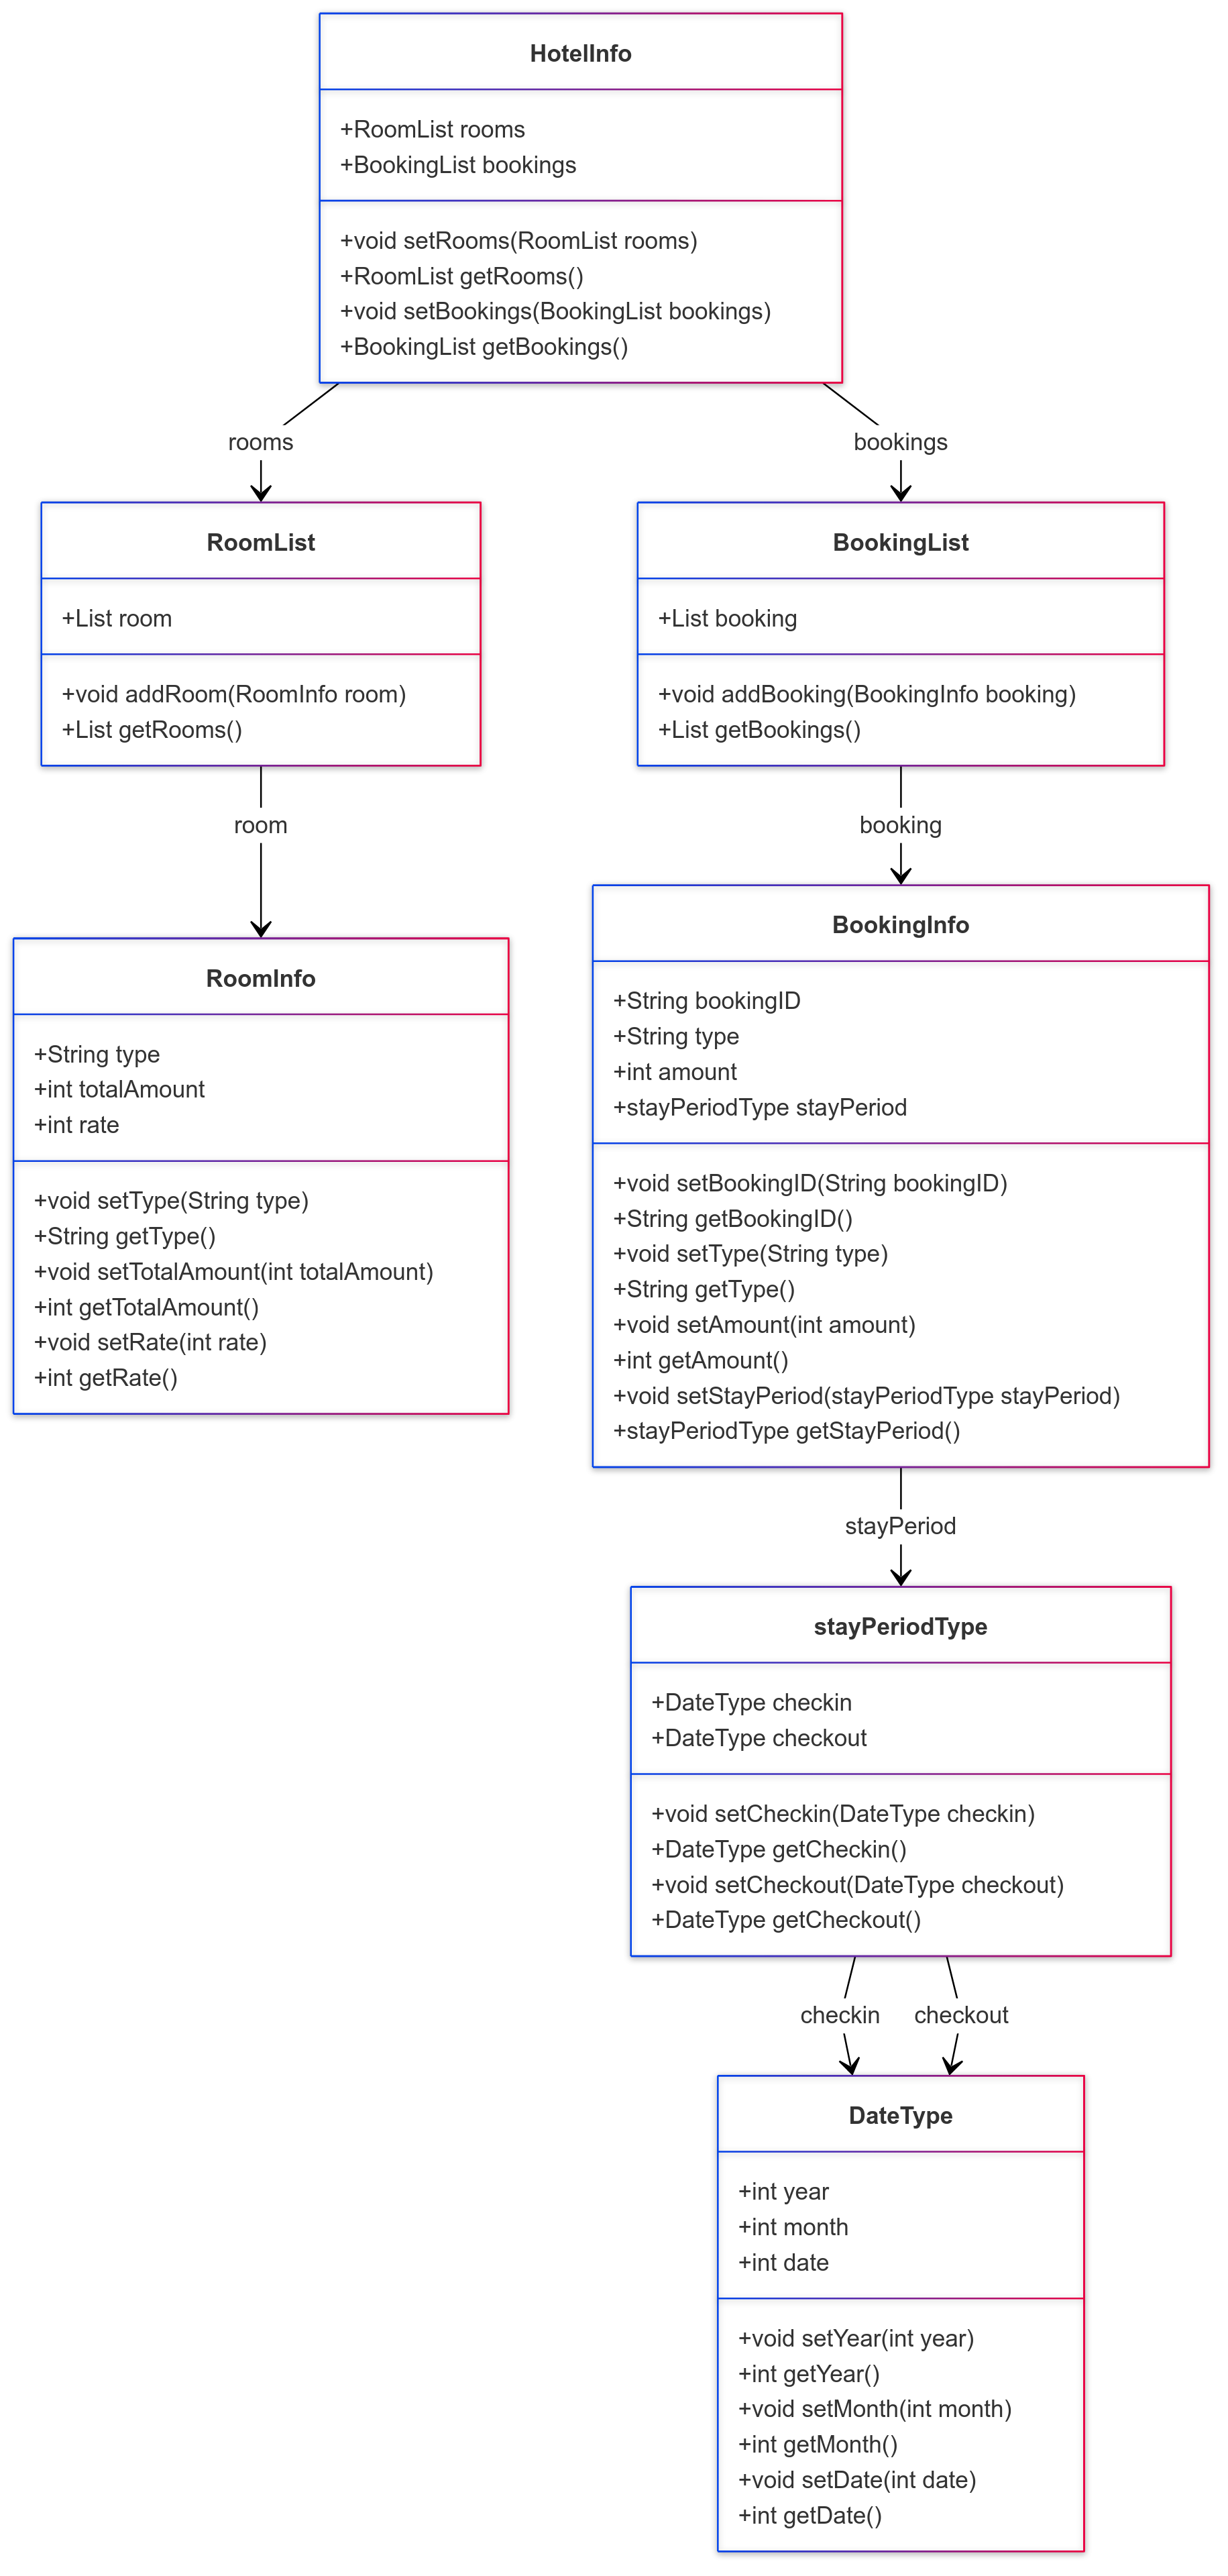 HotelInfo
+RoomList rooms
+BookingList bookings
+void setRooms(RoomList rooms)
+RoomList getRooms()
+void setBookings(BookingList bookings)
+BookingList getBookings()
rooms
bookings
RoomList
+List room
+void addRoom(RoomInfo room)
+List getRooms()
BookingList
+List booking
+void addBooking(BookingInfo booking)
+List getBookings()
room
booking
RoomInfo
+String type
+int totalAmount
+int rate
+void setType(String type)
+String getType()
+void setTotalAmount(int totalAmount)
+int getTotalAmount()
+void setRate(int rate)
+int getRate()
BookingInfo
+String bookingID
+String type
+int amount
+stayPeriodType stayPeriod
+void setBookingID(String bookingID)
+String getBookingID()
+void setType(String type)
+String getType()
+void setAmount(int amount)
+int getAmount()
+void setStayPeriod(stayPeriodType stayPeriod)
+stayPeriodType getStayPeriod()
stayPeriod
stayPeriodType
+DateType checkin
+DateType checkout
+void setCheckin(DateType checkin)
+DateType getCheckin()
+void setCheckout(DateType checkout)
+DateType getCheckout()
checkin
checkout
DateType
+int year
+int month
+int date
+void setYear(int year)
+int getYear()
+void setMonth(int month)
+int getMonth()
+void setDate(int date)
+int getDate()